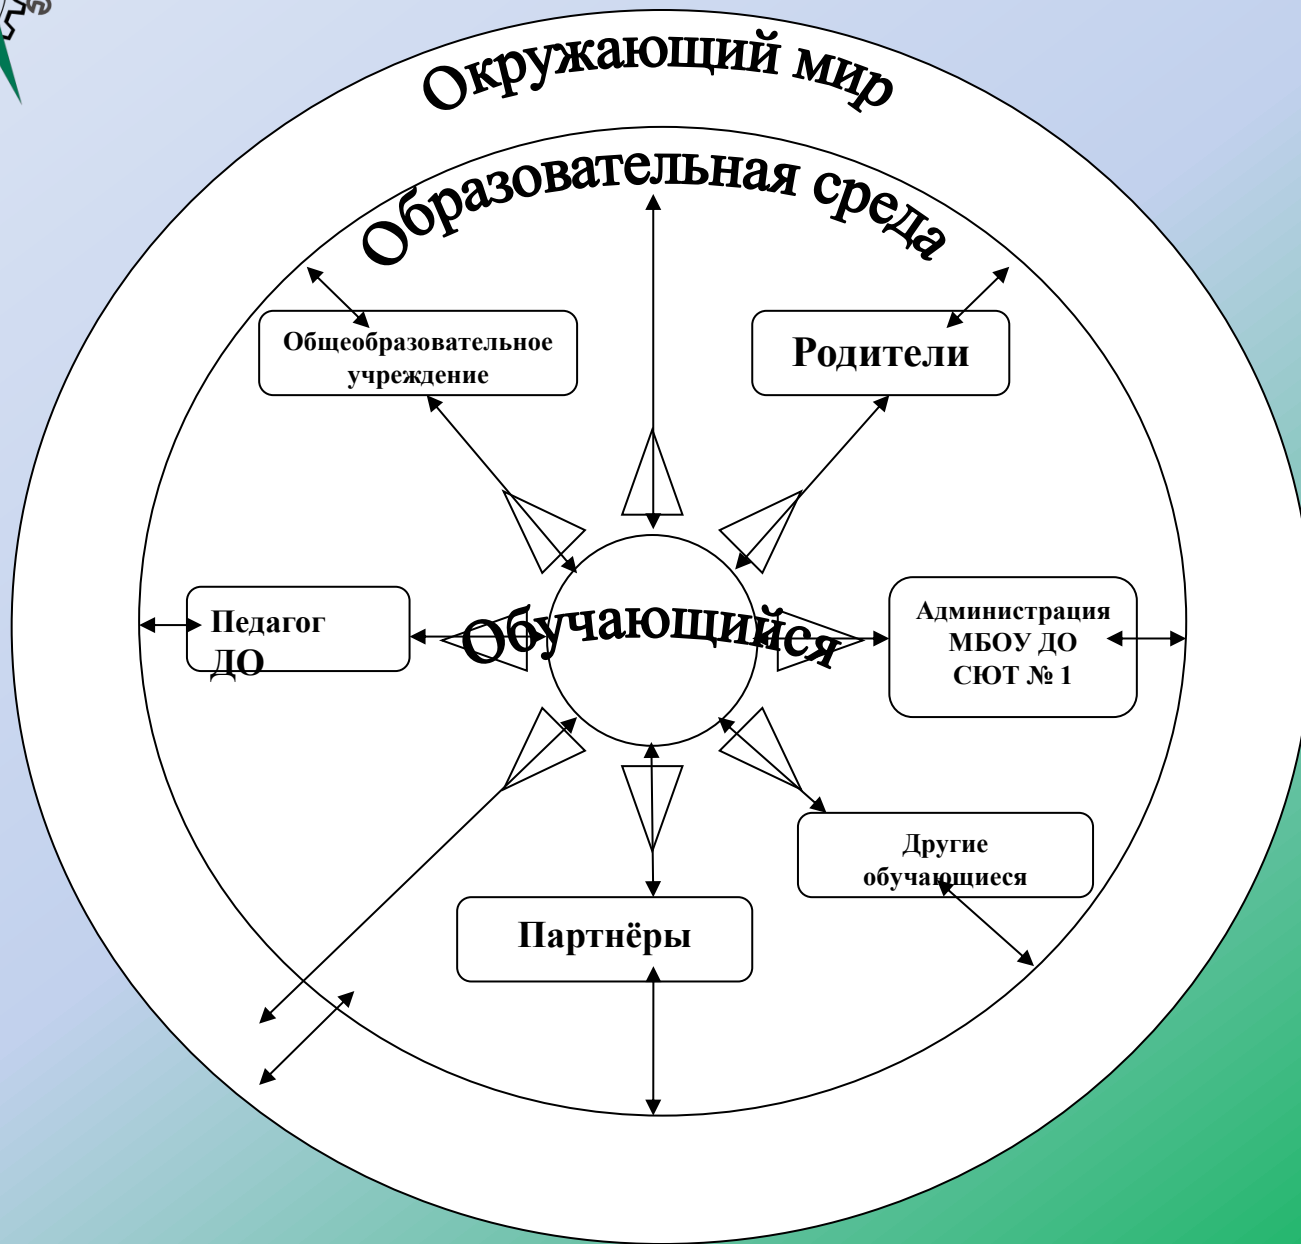 Окружающий мир
Образовательная среда
Общеобразовательное
учреждение
Родители
Педагог
ДО
Обучающийся
Администрация
МБОУ ДО
СЮТ № 1
Другие
обучающиеся
Партнёры